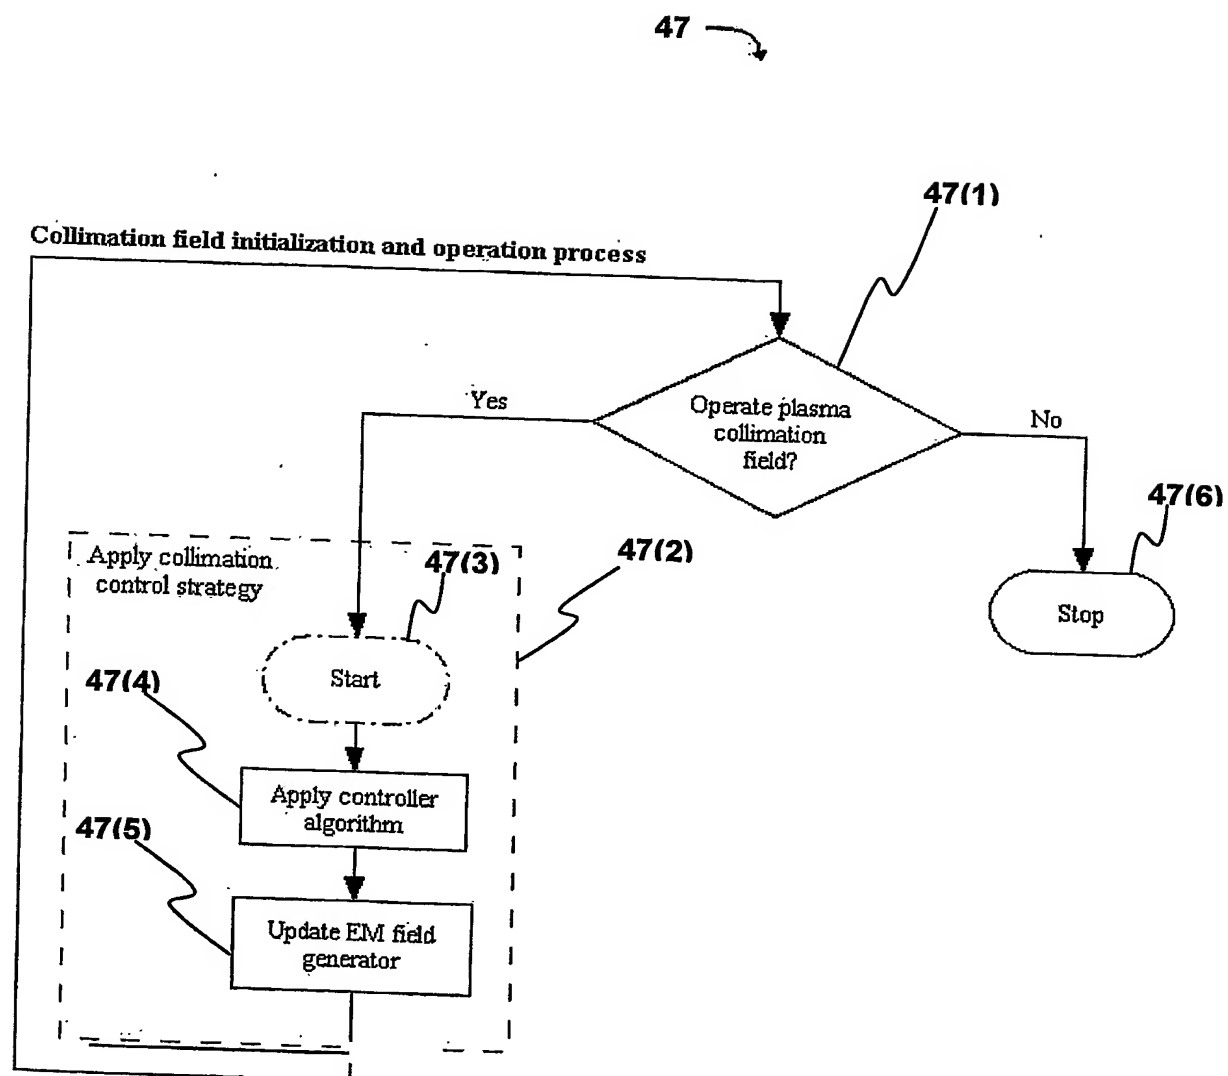 47
47(1)
Collimation field initialization and operation process
Yes
Operate plasma
collimation
field?
No
47(6)
Stop
47(2)
Apply collimation
control strategy
47(3)
Start
47(4)
Apply controller
algorithm
47(5)
Update EM field
generator